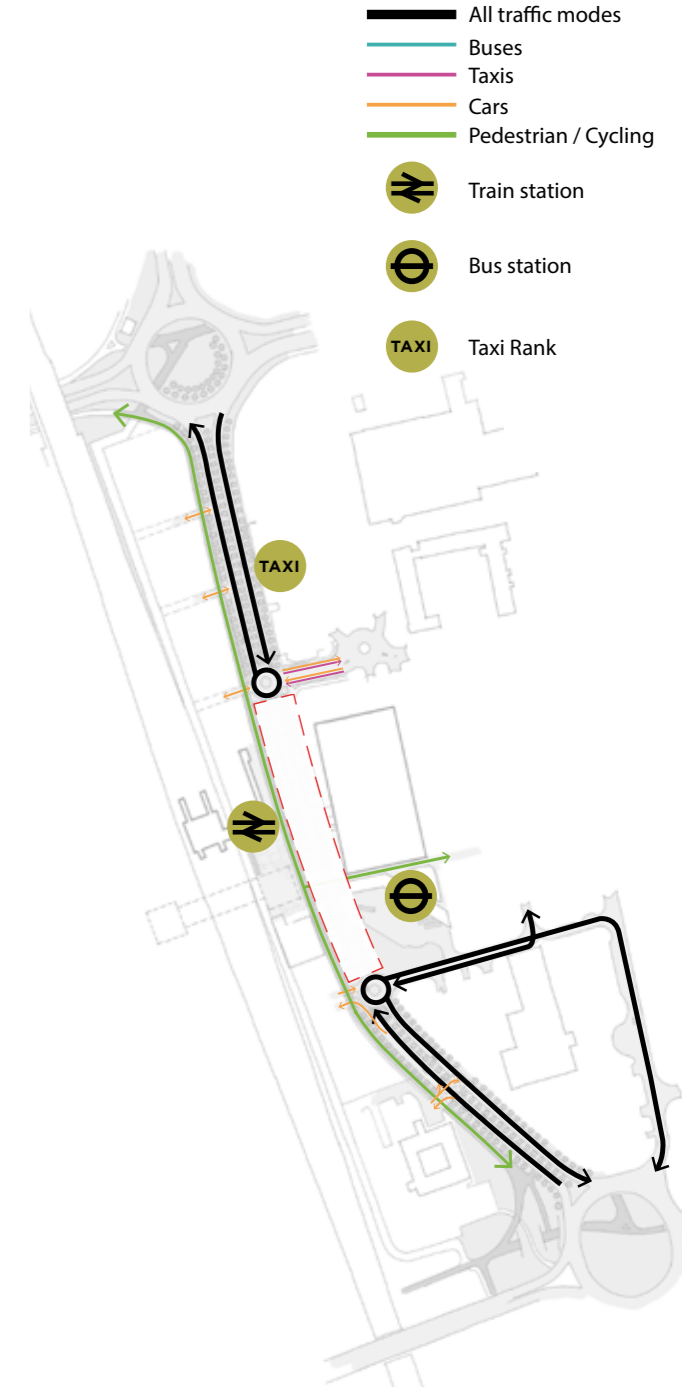 All traffic modes
Buses
Taxis
Cars
Pedestrian / Cycling
Train station
Bus station
TAXI Taxi Rank
TAXI